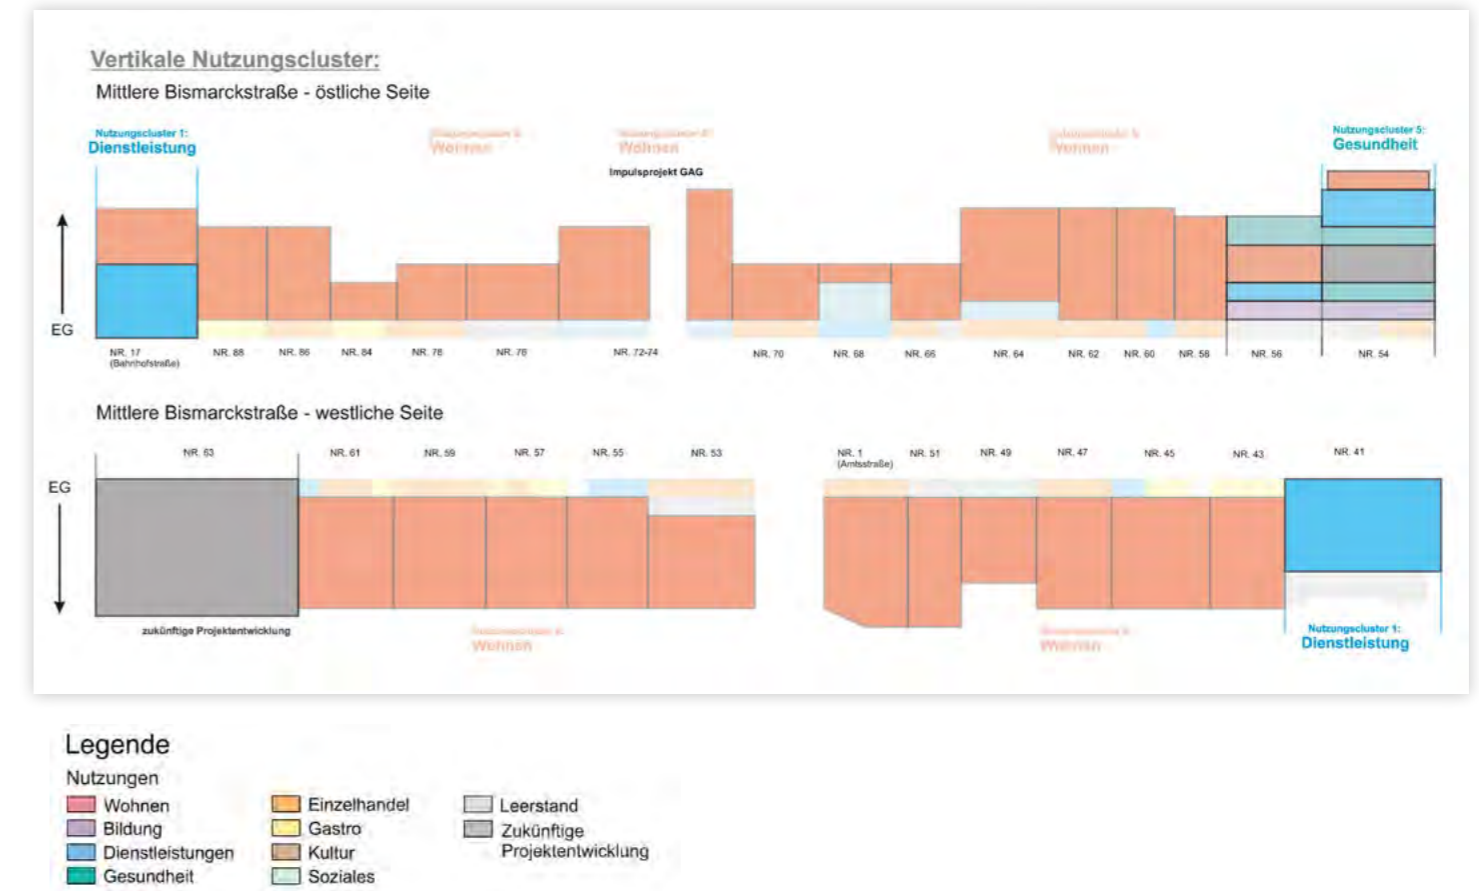 Vertikale Nutzungscluster:
Mittlere Bismarckstraße - östliche Seite
Nutzungscluster 1:
Dienstleistung
Wohnen
Wohnen
Wohnen
Nutzungscluster 5:
Gesundheit
Impulsprojekt GAG
EG
NR. 17
(Bahnhofstraße)
NR. 88
NR. 86
NR. 84
NR. 78
NR. 76
NR. 72-74
NR. 70
NR. 68
NR. 66
NR. 64
NR. 62
NR. 60
NR. 58
NR. 56
NR. 54
Mittlere Bismarckstraße - westliche Seite
NR. 63
NR. 61
NR. 59
NR. 57
NR. 55
NR. 53
NR. 1
(Amtsstraße)
NR. 51
NR. 49
NR. 47
NR. 45
NR. 43
NR. 41
EG
zukünftige Projektentwicklung
Wohnen
Wohnen
Nutzungscluster 1:
Dienstleistung
Legende
Nutzungen
Wohnen
Bildung
Dienstleistungen
Gesundheit
Einzelhandel
Gastro
Kultur
Soziales
Leerstand
Zukünftige
Projektentwicklung